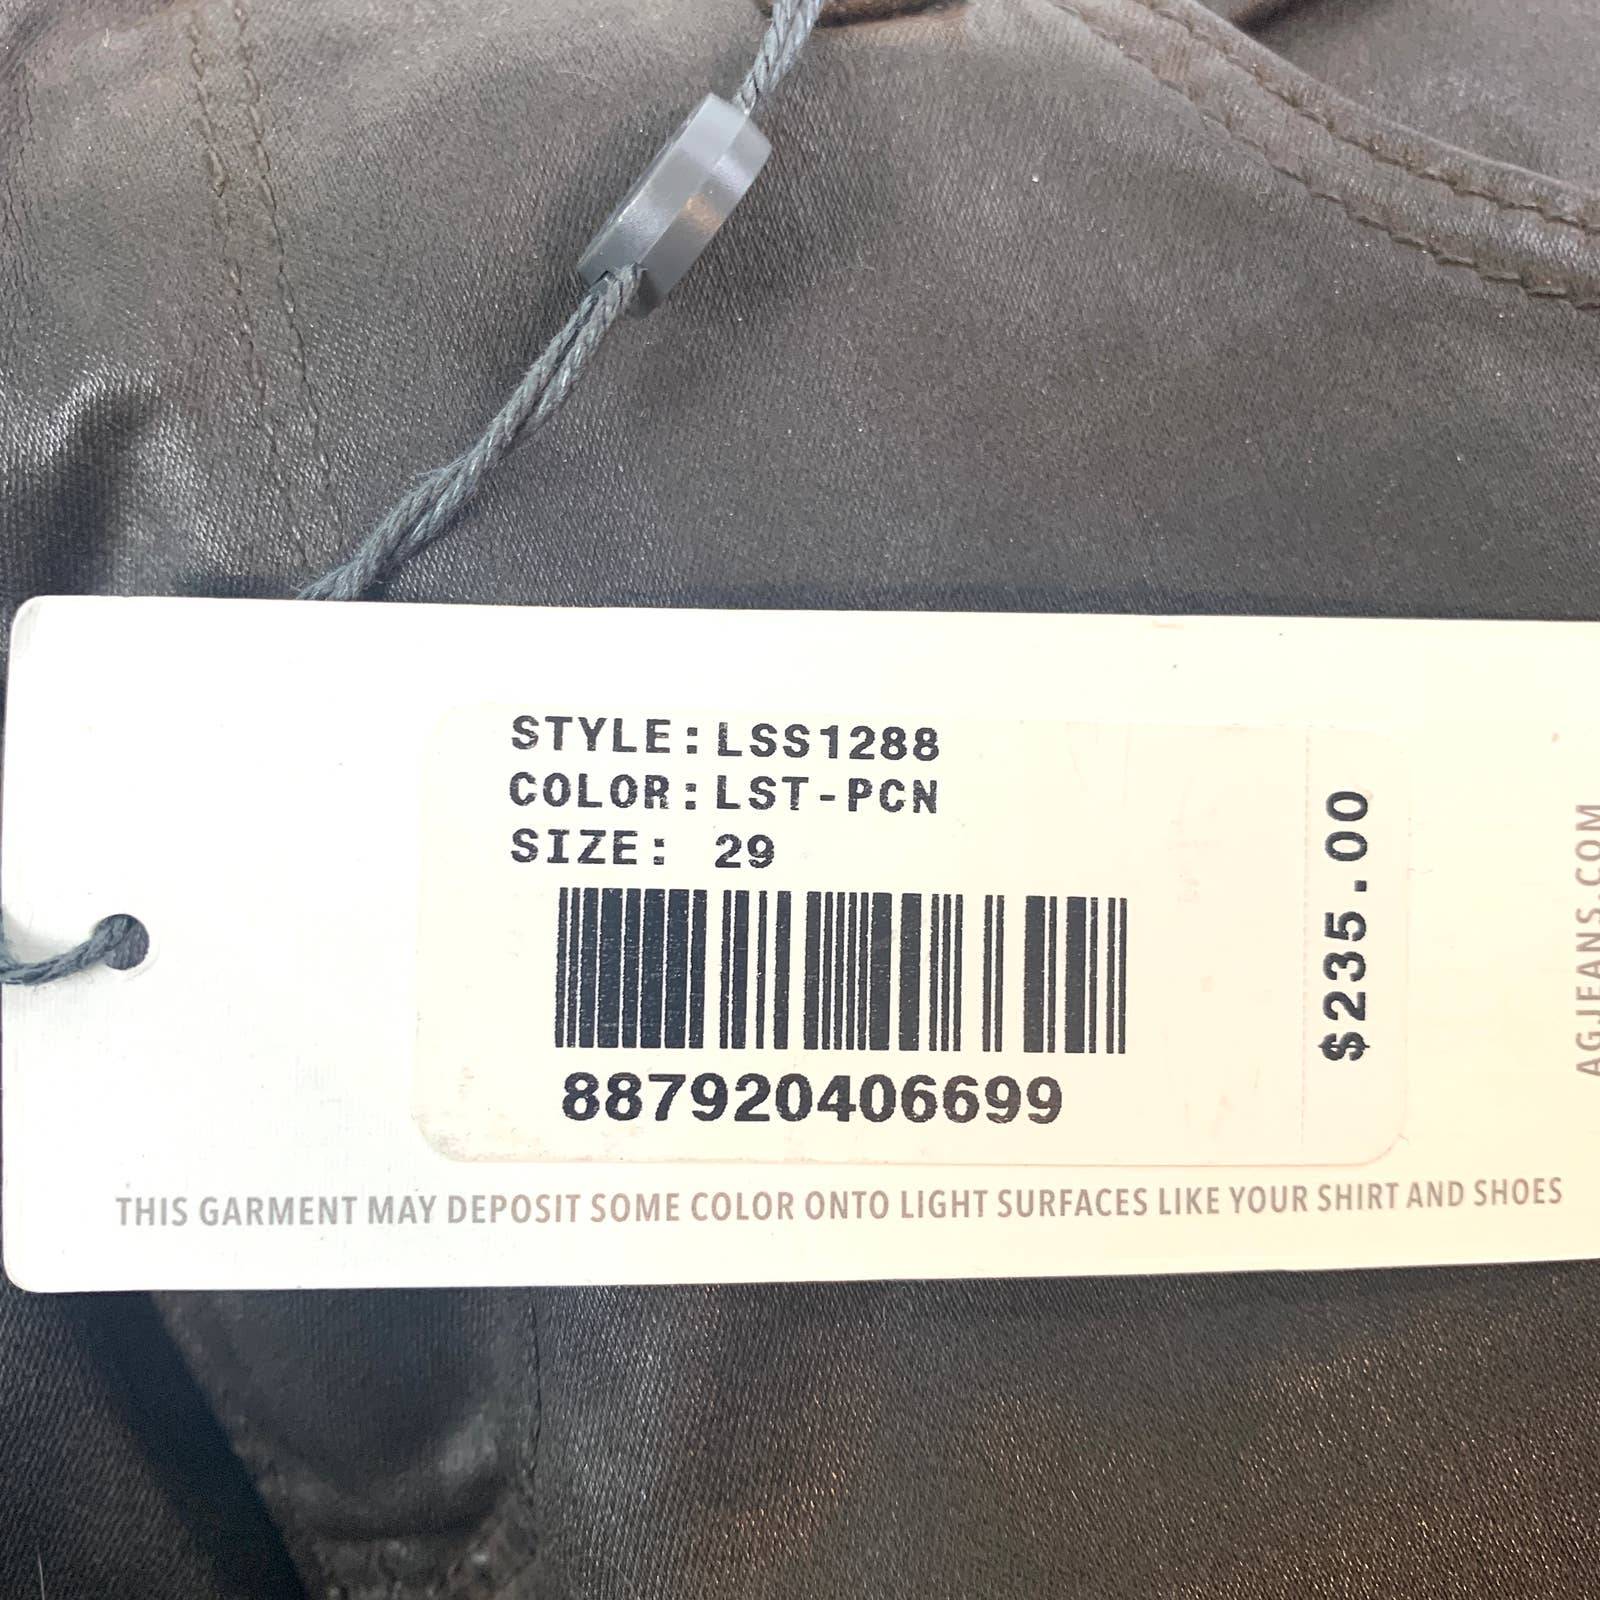 STYLE: LSS1288
COLOR: LST-PCN
SIZE: 29
887920406699
$235.00
AGJEANS.COM
THIS GARMENT MAY DEPOSIT SOME COLOR ONTO LIGHT SURFACES LIKE YOUR SHIRT AND SHOES